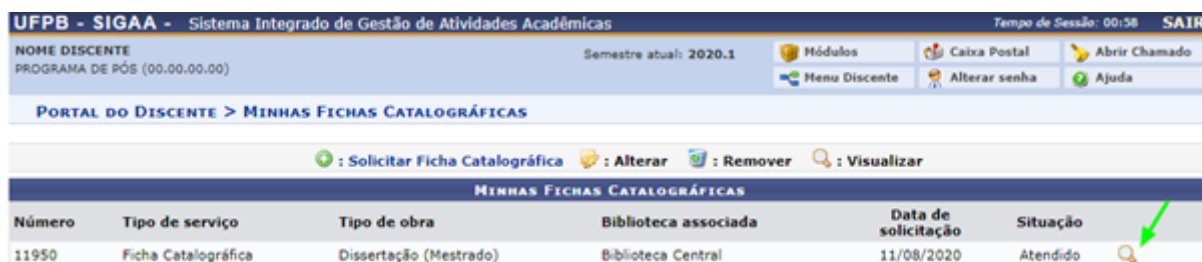 UFPB - SIGAA - Sistema Integrado de Gestão de Atividades Acadêmicas Tempo de Sessão: 00:58 SAIR
NOME DISCENTE Semestre atual: 2020.1 Módulos Caixa Postal Abrir Chamado
PROGRAMA DE PÓS (00.00.00.00) Menu Discente Alterar senha Ajuda
PORTAL DO DISCENTE > MINHAS FICHAS CATALOGRÁFICAS
: Solicitar Ficha Catalográfica : Alterar : Remover : Visualizar
MINHAS FICHAS CATALOGRÁFICAS
Número Tipo de serviço Tipo de obra Biblioteca associada Data de solicitação Situação
11950 Ficha Catalográfica Dissertação (Mestrado) Biblioteca Central 11/08/2020 Atendido